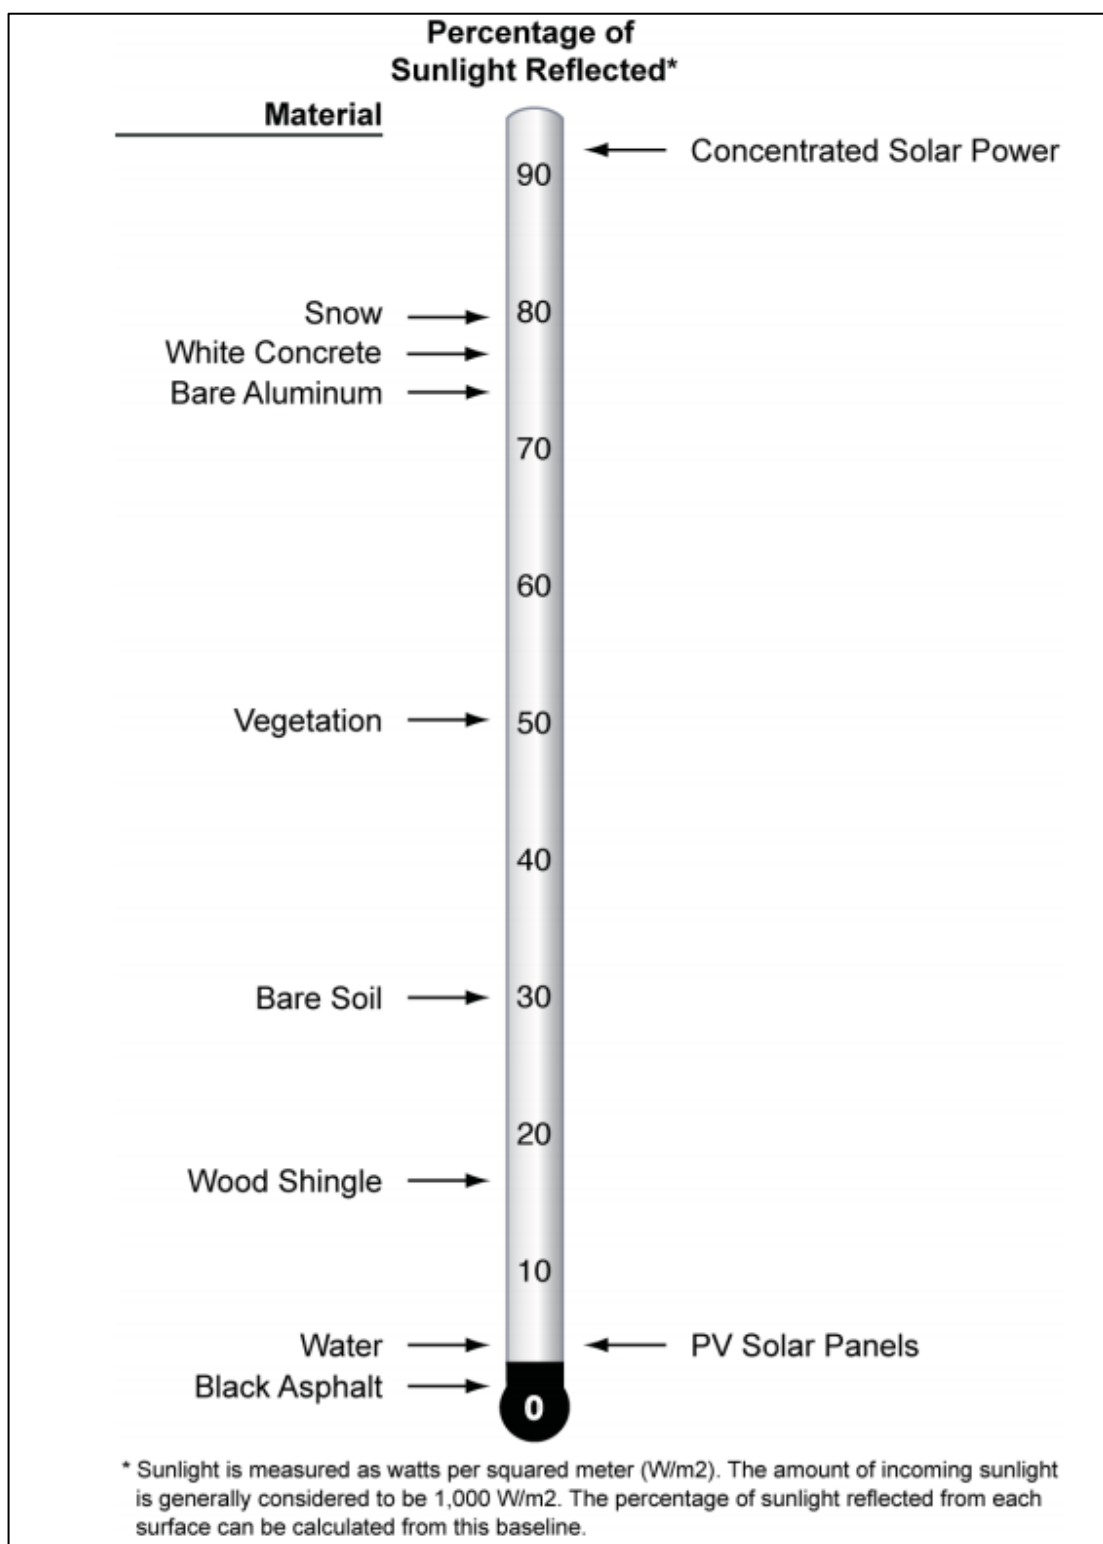 Percentage of
Sunlight Reflected*
Material
Concentrated Solar Power
90
Snow
80
White Concrete
Bare Aluminum
70
60
Vegetation
50
40
Bare Soil
30
20
Wood Shingle
10
Water
PV Solar Panels
Black Asphalt
0
* Sunlight is measured as watts per squared meter (W/m2). The amount of incoming sunlight
is generally considered to be 1,000 W/m2. The percentage of sunlight reflected from each
surface can be calculated from this baseline.